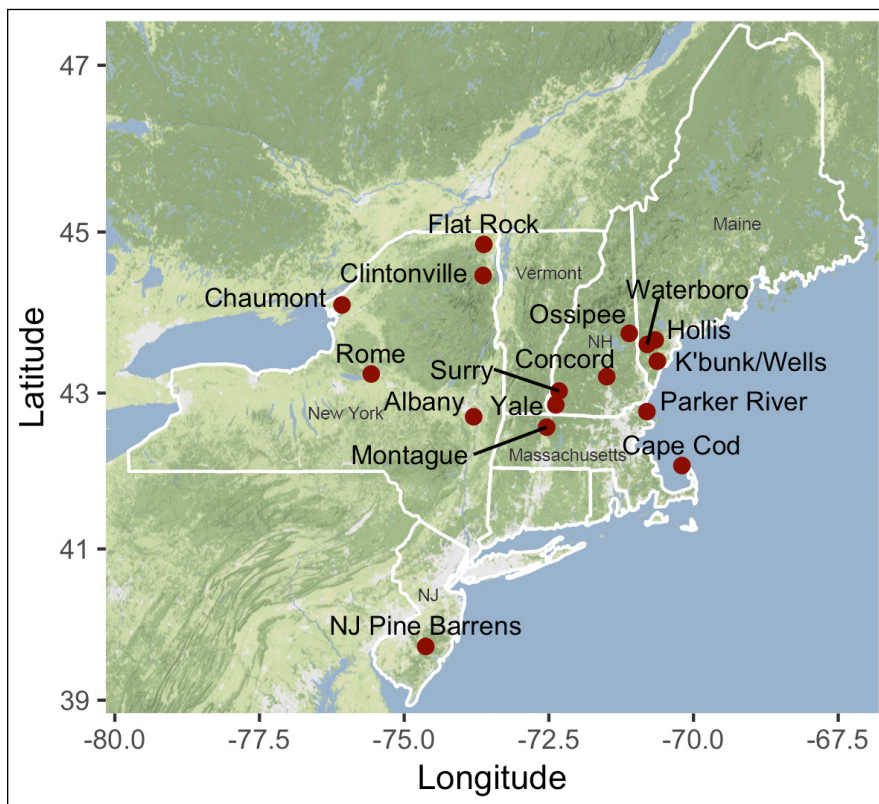 47
45
43
41
39
Latitude
Flat Rock
Maine
Clintonville
Vermont
Chaumont
Waterboro
Ossipee
Hollis
NH
Rome
Concord
K'bunk/Wells
Surry
Albany
Yale
Parker River
New York
Cape Cod
Montague
Massachusetts
NJ
NJ Pine Barrens
-80.0
-77.5
-75.0
-72.5
-70.0
-67.5
Longitude